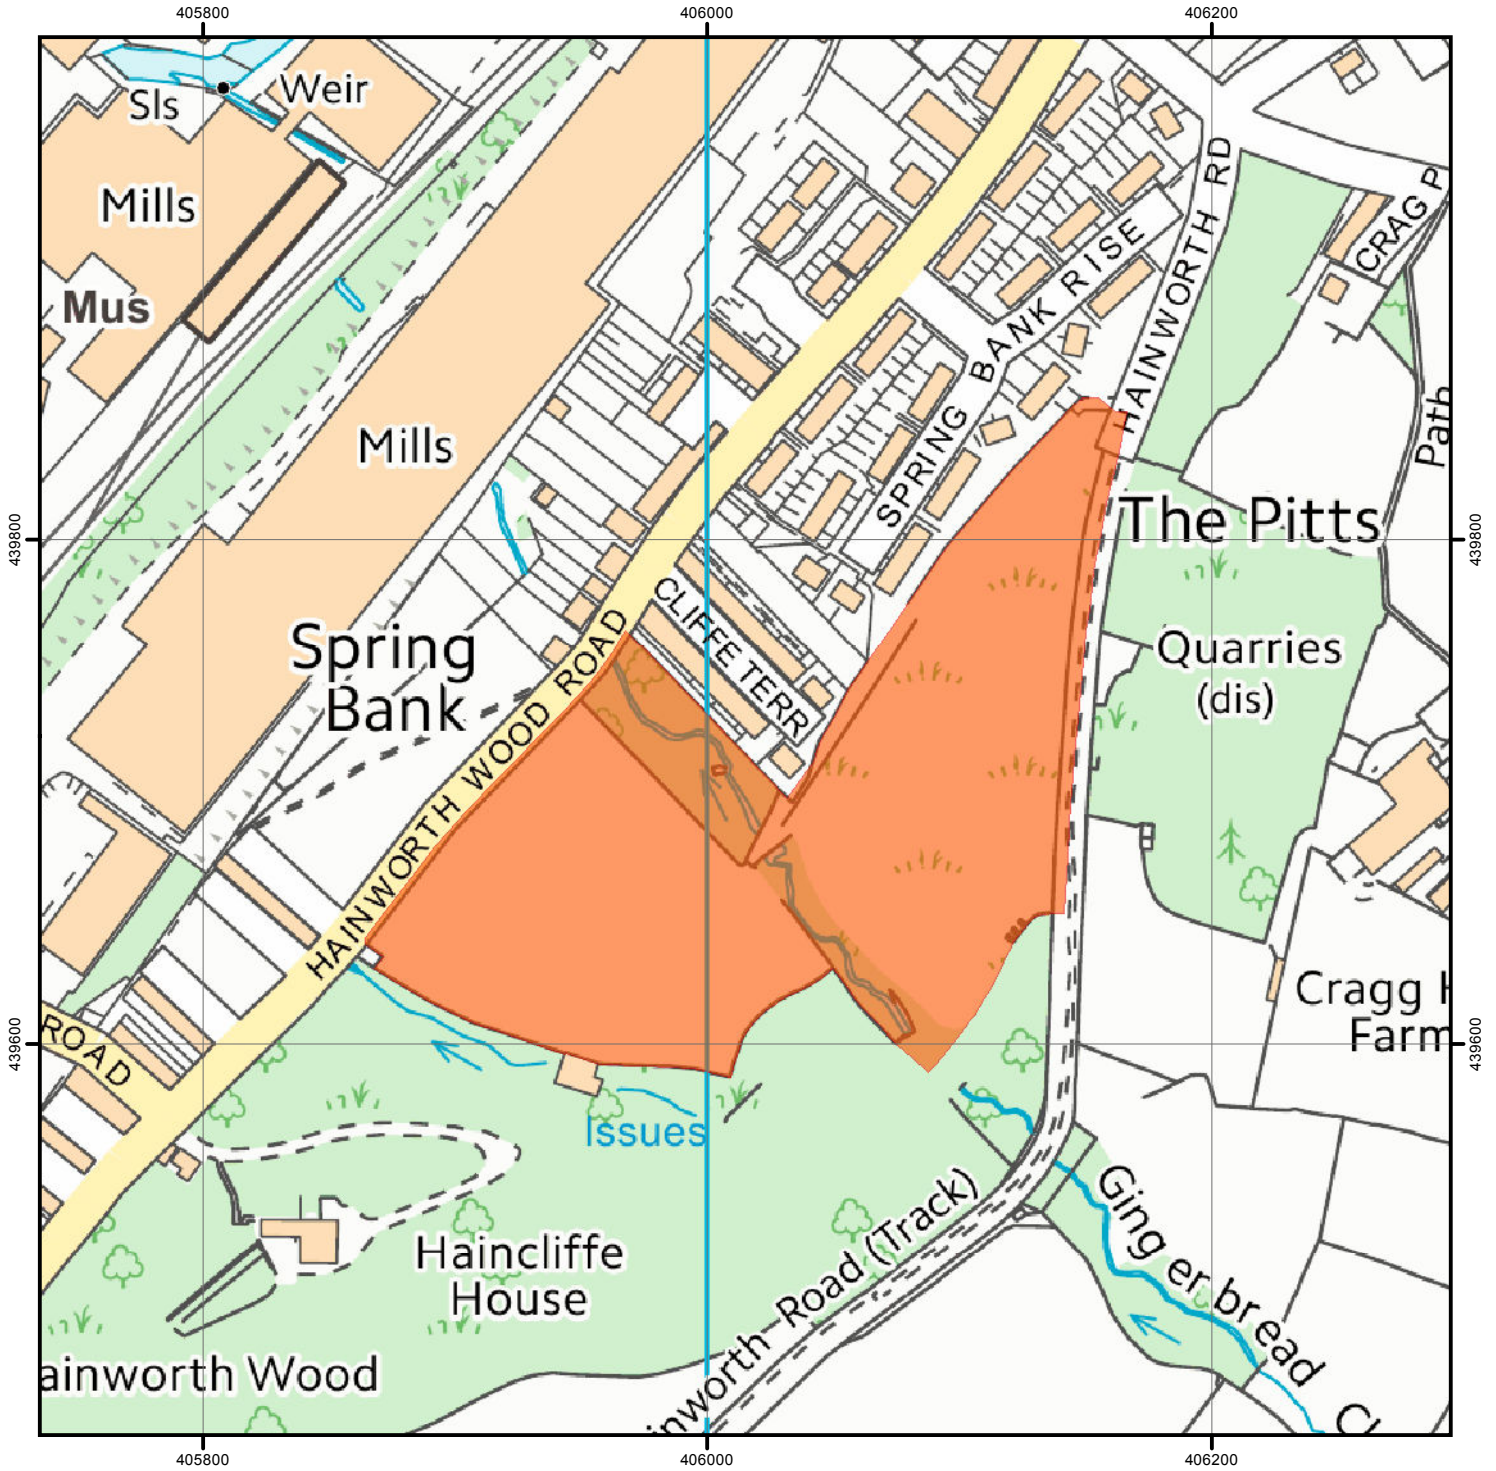 405800 406000 406200
Sls
Weir
Mills
Mus
HAINWORTH RD
CRAG P
SPRING BANK RISE
Path
Mills
439800
439800
The Pitts
CLIFFE TERR
Spring
Bank
Quarries
(dis)
HAINWORTH WOOD ROAD
Cragg H
Farm
ROAD
439600
439600
Issues
Haincliffe
House
ainworth Wood
inworth Road (Track)
Ginger bread
Cl
405800 406000 406200